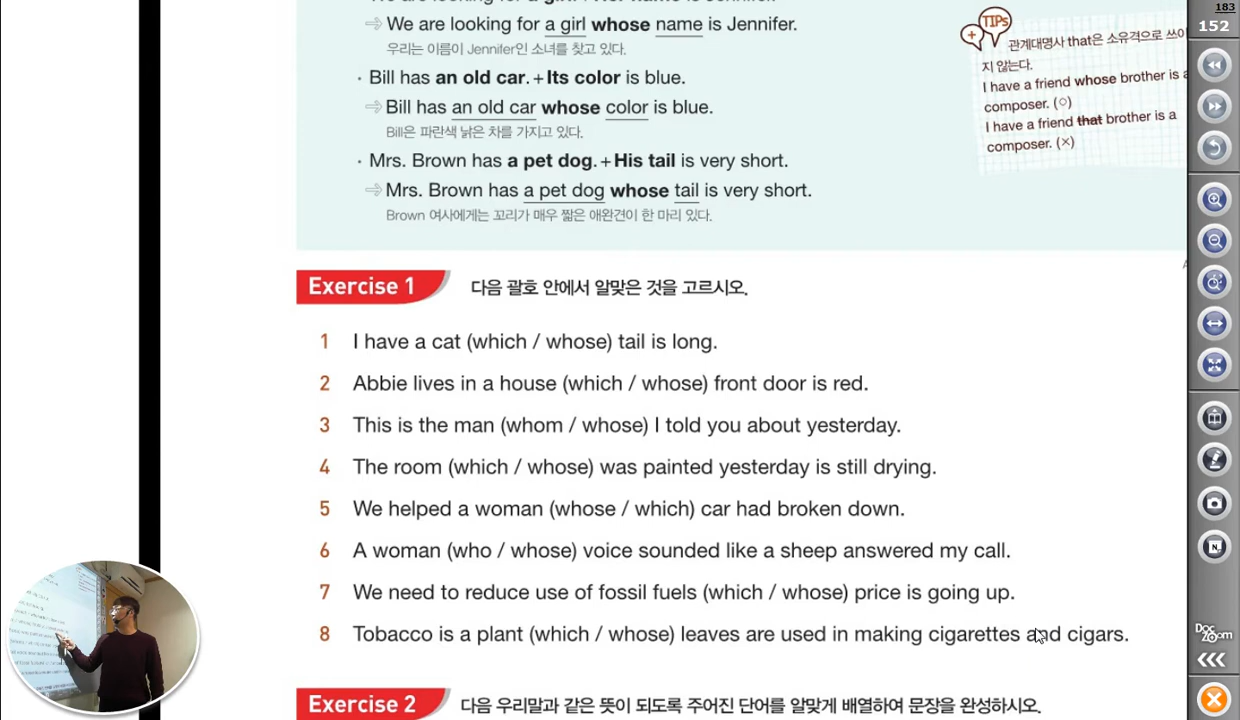 We are looking for a girl. + Her name is Jennifer.
⇨ We are looking for a girl whose name is Jennifer.
우리는 이름이 Jennifer인 소녀를 찾고 있다.
· Bill has an old car. + Its color is blue.
⇨ Bill has an old car whose color is blue.
Bill은 파란색 낡은 차를 가지고 있다.
· Mrs. Brown has a pet dog. + His tail is very short.
⇨ Mrs. Brown has a pet dog whose tail is very short.
Brown 여사에게는 꼬리가 매우 짧은 애완견이 한 마리 있다.
+ TIPs
관계대명사 that은 소유격으로 쓰이
지 않는다.
I have a friend whose brother is a
composer. (○)
I have a friend that brother is a
composer. (×)
Exercise 1 다음 괄호 안에서 알맞은 것을 고르시오.
1 I have a cat (which / whose) tail is long.
2 Abbie lives in a house (which / whose) front door is red.
3 This is the man (whom / whose) I told you about yesterday.
4 The room (which / whose) was painted yesterday is still drying.
5 We helped a woman (whose / which) car had broken down.
6 A woman (who / whose) voice sounded like a sheep answered my call.
7 We need to reduce use of fossil fuels (which / whose) price is going up.
8 Tobacco is a plant (which / whose) leaves are used in making cigarettes and cigars.
Exercise 2 다음 우리말과 같은 뜻이 되도록 주어진 단어를 알맞게 배열하여 문장을 완성하시오.
183
152
N
Doc
Zoom